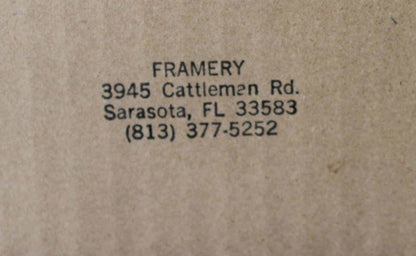 FRAMERY
3945 Cattleman Rd.
Sarasota, FL 33583
(813) 377-5252